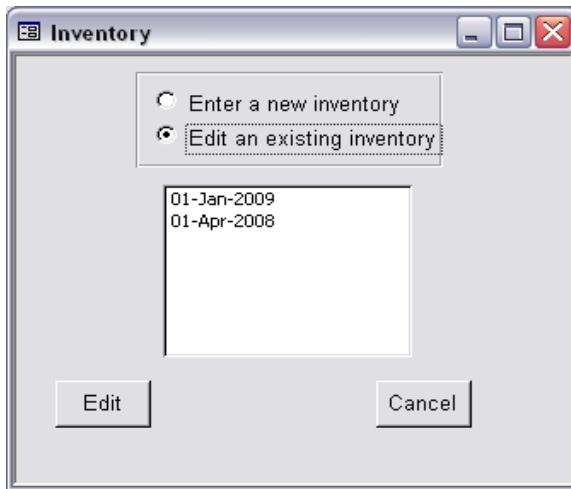 Inventory
Enter a new inventory
Edit an existing inventory
01-Jan-2009
01-Apr-2008
Edit
Cancel